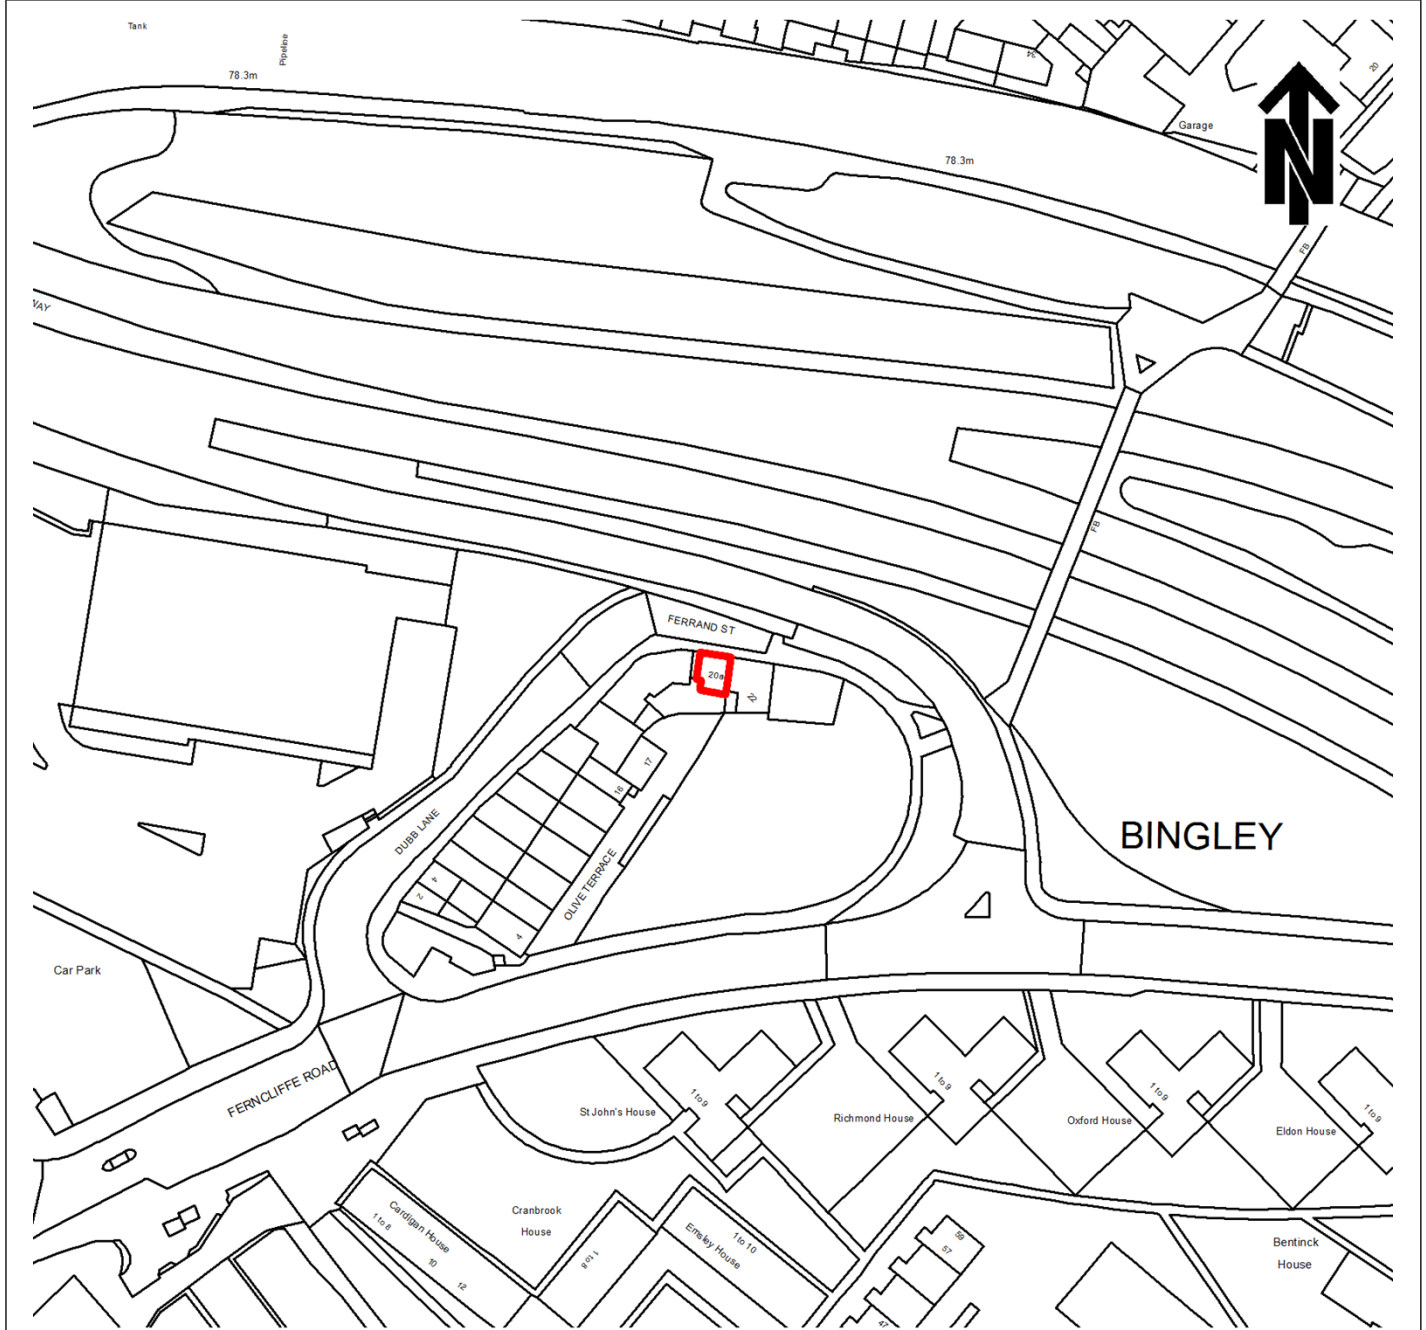 Tank
Pipeline
78.3m
34
20
Garage
78.3m
N
FB
WAY
FB
FERRAND ST
20a
22
17
16
DUBB LANE
OLIVE TERRACE
4
2
4
BINGLEY
Car Park
FERNCLIFFE ROAD
1 to 9
St John's House
1 to 9
Richmond House
1 to 9
Oxford House
1 to 9
Eldon House
Cardigan House
1 to 8
10
12
Cranbrook
House
1 to 8
Emsley House
1 to 10
59
57
47
Bentinck
House